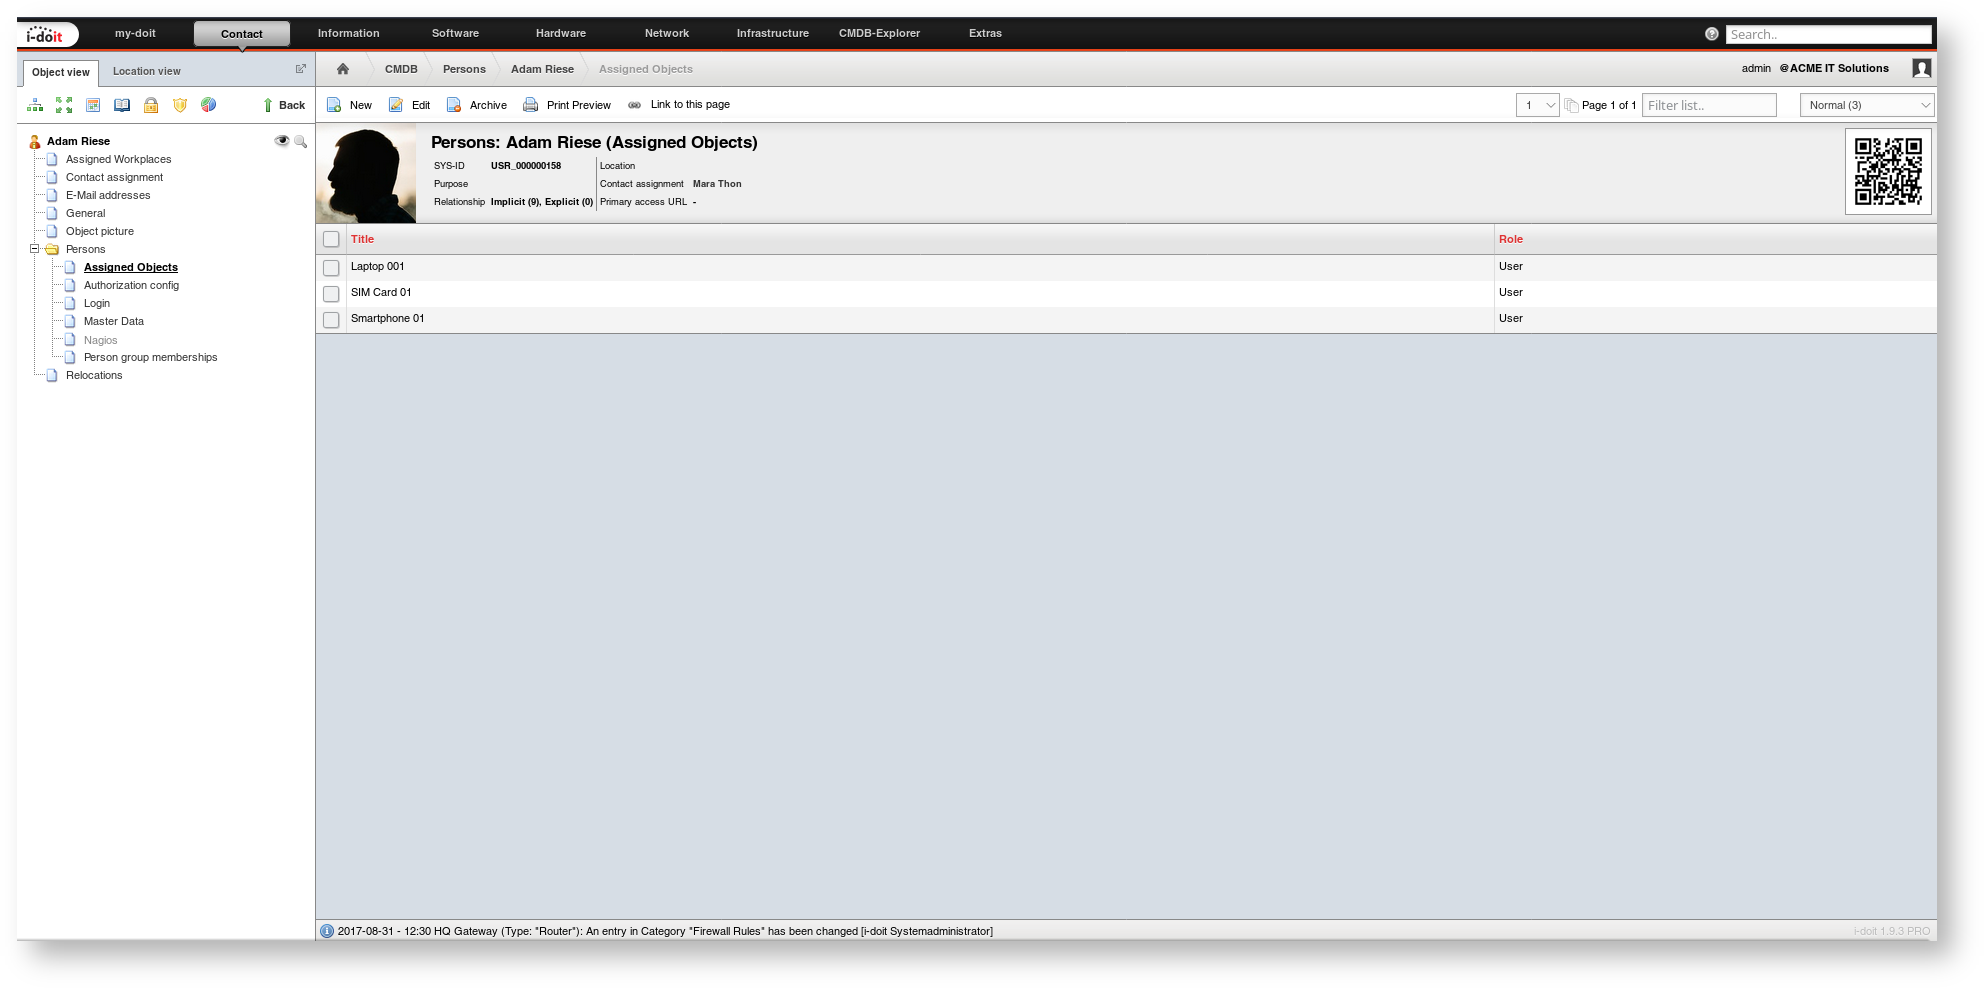 i-doit my-doit Contact Information Software Hardware Network Infrastructure CMDB-Explorer Extras Search..
Object view Location view CMDB Persons Adam Riese Assigned Objects admin @ACME IT Solutions
Back New Edit Archive Print Preview Link to this page 1 Page 1 of 1 Filter list.. Normal (3)
Adam Riese
Assigned Workplaces
Contact assignment
E-Mail addresses
General
Object picture
Persons
Assigned Objects
Authorization config
Login
Master Data
Nagios
Person group memberships
Relocations
Persons: Adam Riese (Assigned Objects)
SYS-ID USR_000000158 Location
Purpose Contact assignment Mara Thon
Relationship Implicit (9), Explicit (0) Primary access URL -
Title Role
Laptop 001 User
SIM Card 01 User
Smartphone 01 User
2017-08-31 - 12:30 HQ Gateway (Type: "Router"): An entry in Category "Firewall Rules" has been changed [i-doit Systemadministrator] i-doit 1.9.3 PRO